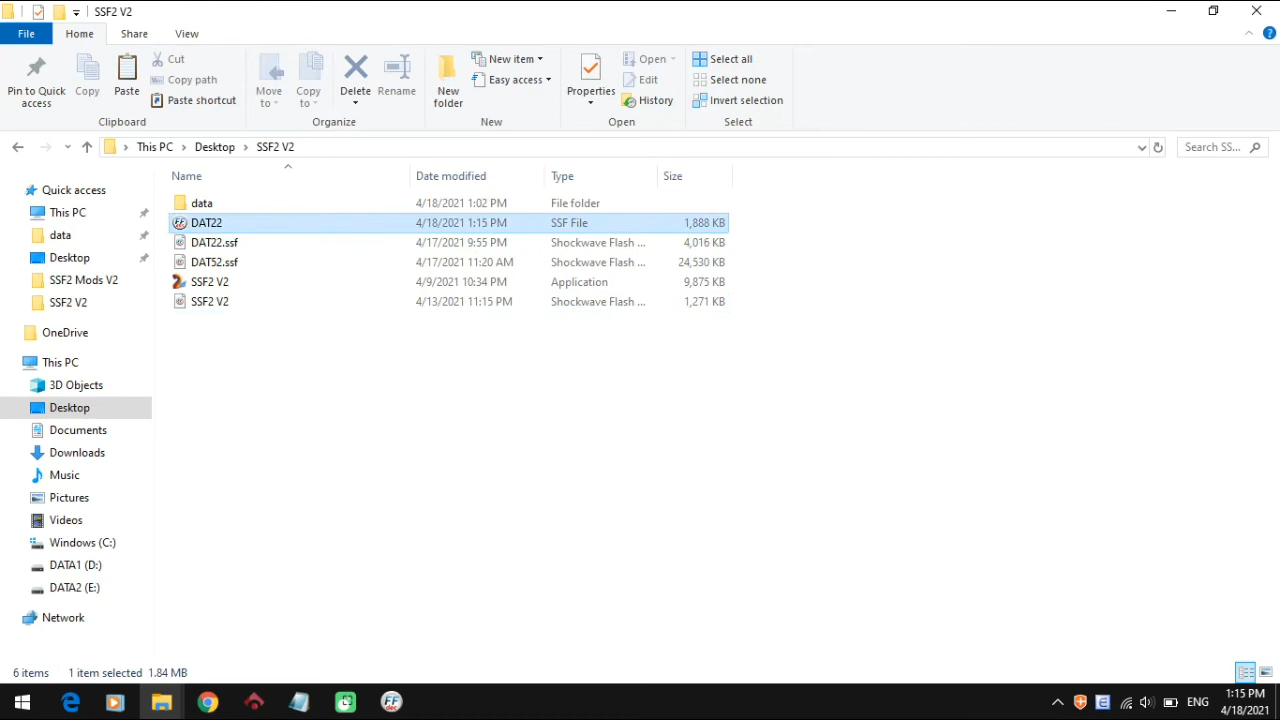 SSF2 V2
File Home Share View
Pin to Quick access
Copy
Paste
Cut
Copy path
Paste shortcut
Clipboard
Move to
Copy to
Delete
Rename
Organize
New folder
New item
Easy access
New
Properties
Open
Edit
History
Open
Select all
Select none
Invert selection
Select
This PC Desktop SSF2 V2
Search SS...
Name Date modified Type Size
data 4/18/2021 1:02 PM File folder
DAT22 4/18/2021 1:15 PM SSF File 1,888 KB
DAT22.ssf 4/17/2021 9:55 PM Shockwave Flash ... 4,016 KB
DAT52.ssf 4/17/2021 11:20 AM Shockwave Flash ... 24,530 KB
SSF2 V2 4/9/2021 10:34 PM Application 9,875 KB
SSF2 V2 4/13/2021 11:15 PM Shockwave Flash ... 1,271 KB
Quick access
This PC
data
Desktop
SSF2 Mods V2
SSF2 V2
OneDrive
This PC
3D Objects
Desktop
Documents
Downloads
Music
Pictures
Videos
Windows (C:)
DATA1 (D:)
DATA2 (E:)
Network
6 items 1 item selected 1.84 MB
FF dec
ENG
1:15 PM
4/18/2021